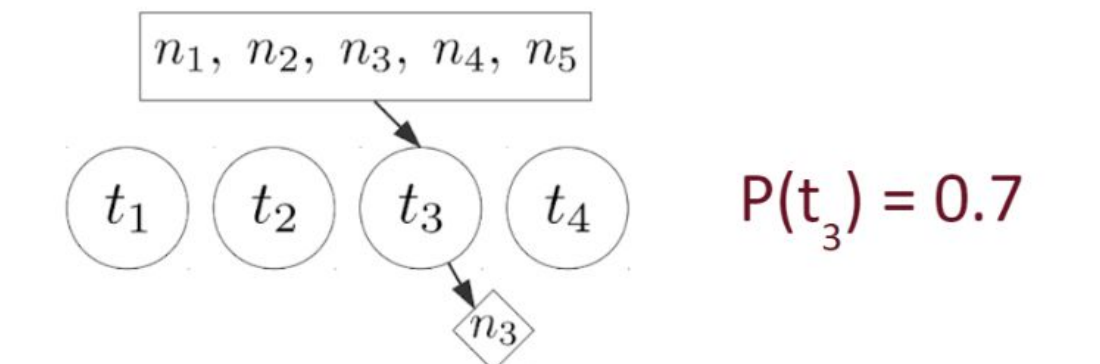 n₁, n₂, n₃, n₄, n₅
t₁ t₂ t₃ t₄
P(t₃) = 0.7
n₃